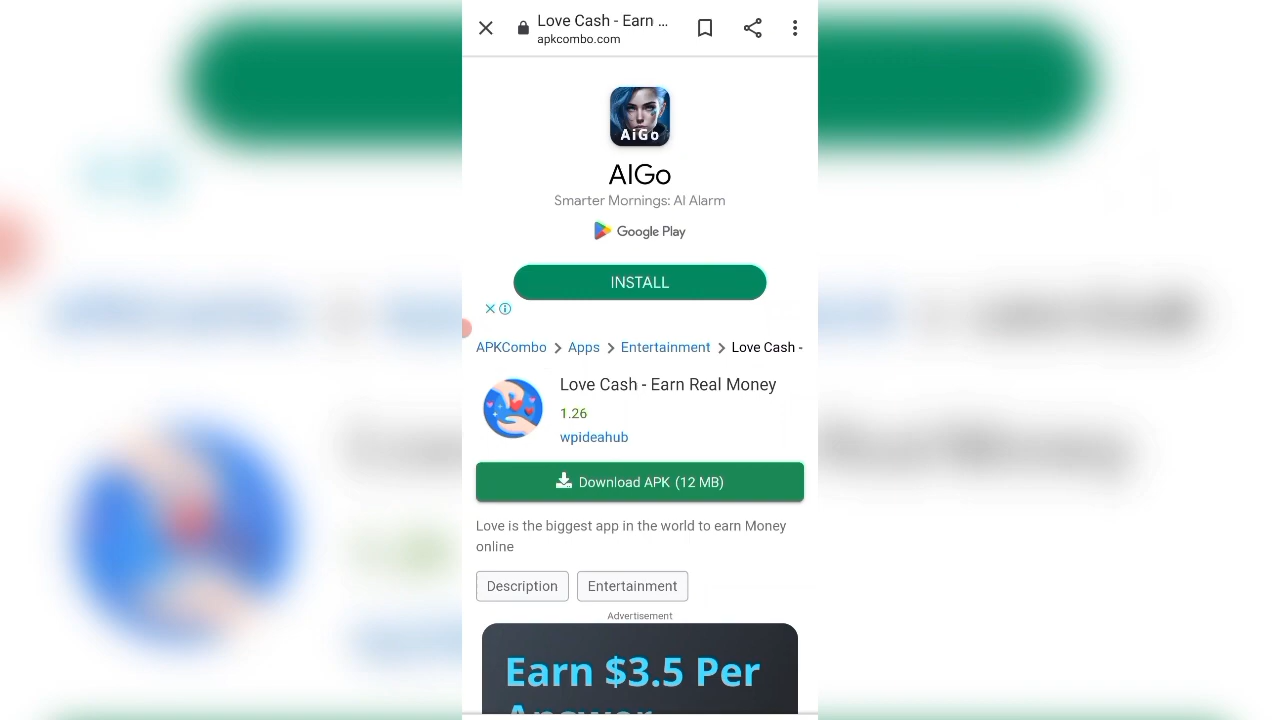 Love Cash - Earn ...
apkcombo.com
AiGo
AIGo
Smarter Mornings: AI Alarm
Google Play
INSTALL
APKCombo > Apps > Entertainment > Love Cash -
Love Cash - Earn Real Money
1.26
wpideahub
Download APK (12 MB)
Love is the biggest app in the world to earn Money
online
Description Entertainment
Advertisement
Earn $3.5 Per
Answer